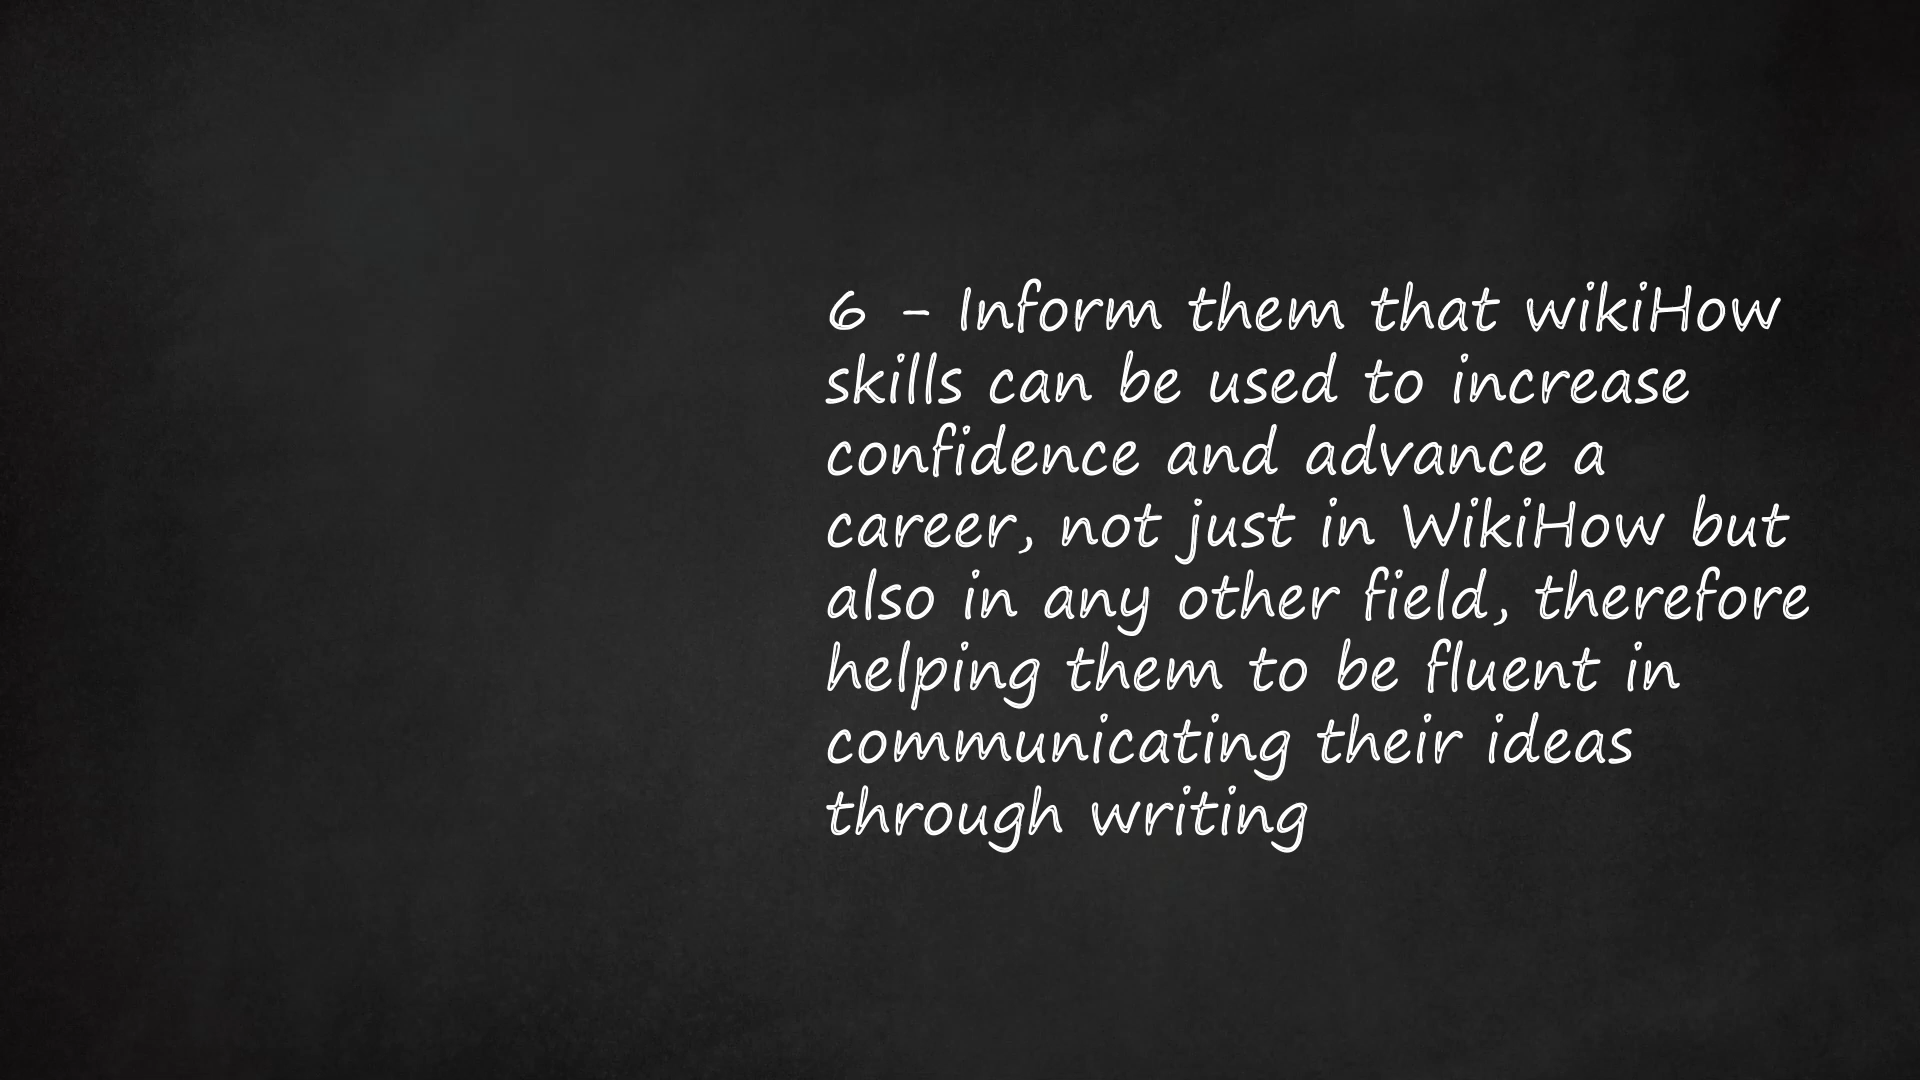 6 - Inform them that wikiHow
skills can be used to increase
confidence and advance a
career, not just in WikiHow but
also in any other field, therefore
helping them to be fluent in
communicating their ideas
through writing